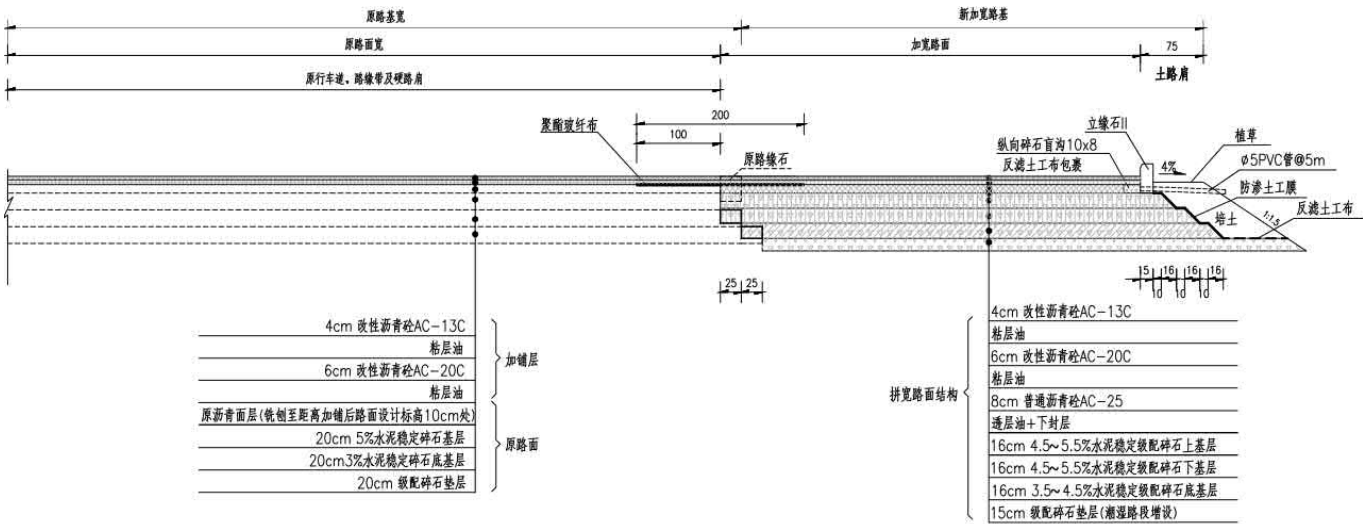 原路基宽
新加宽路基
原路面宽
加宽路面
75
原行车道、路缘带及硬路肩
土路肩
200
聚酯玻纤布
100
立缘石II
原路缘石
纵向碎石盲沟10x8
反滤土工布包裹
4%
植草
ø5PVC管@5m
防渗土工膜
培土
1:1.5
反滤土工布
25
25
15
16
16
16
10
10
10
4cm 改性沥青砼AC-13C
粘层油
6cm 改性沥青砼AC-20C
粘层油
加铺层
原沥青面层(铣刨至距离加铺后路面设计标高10cm处)
20cm 5%水泥稳定碎石基层
20cm3%水泥稳定碎石底基层
20cm 级配碎石垫层
原路面
拼宽路面结构
4cm 改性沥青砼AC-13C
粘层油
6cm 改性沥青砼AC-20C
粘层油
8cm 普通沥青砼AC-25
透层油+下封层
16cm 4.5~5.5%水泥稳定级配碎石上基层
16cm 4.5~5.5%水泥稳定级配碎石下基层
16cm 3.5~4.5%水泥稳定级配碎石底基层
15cm 级配碎石垫层(潮湿路段增设)